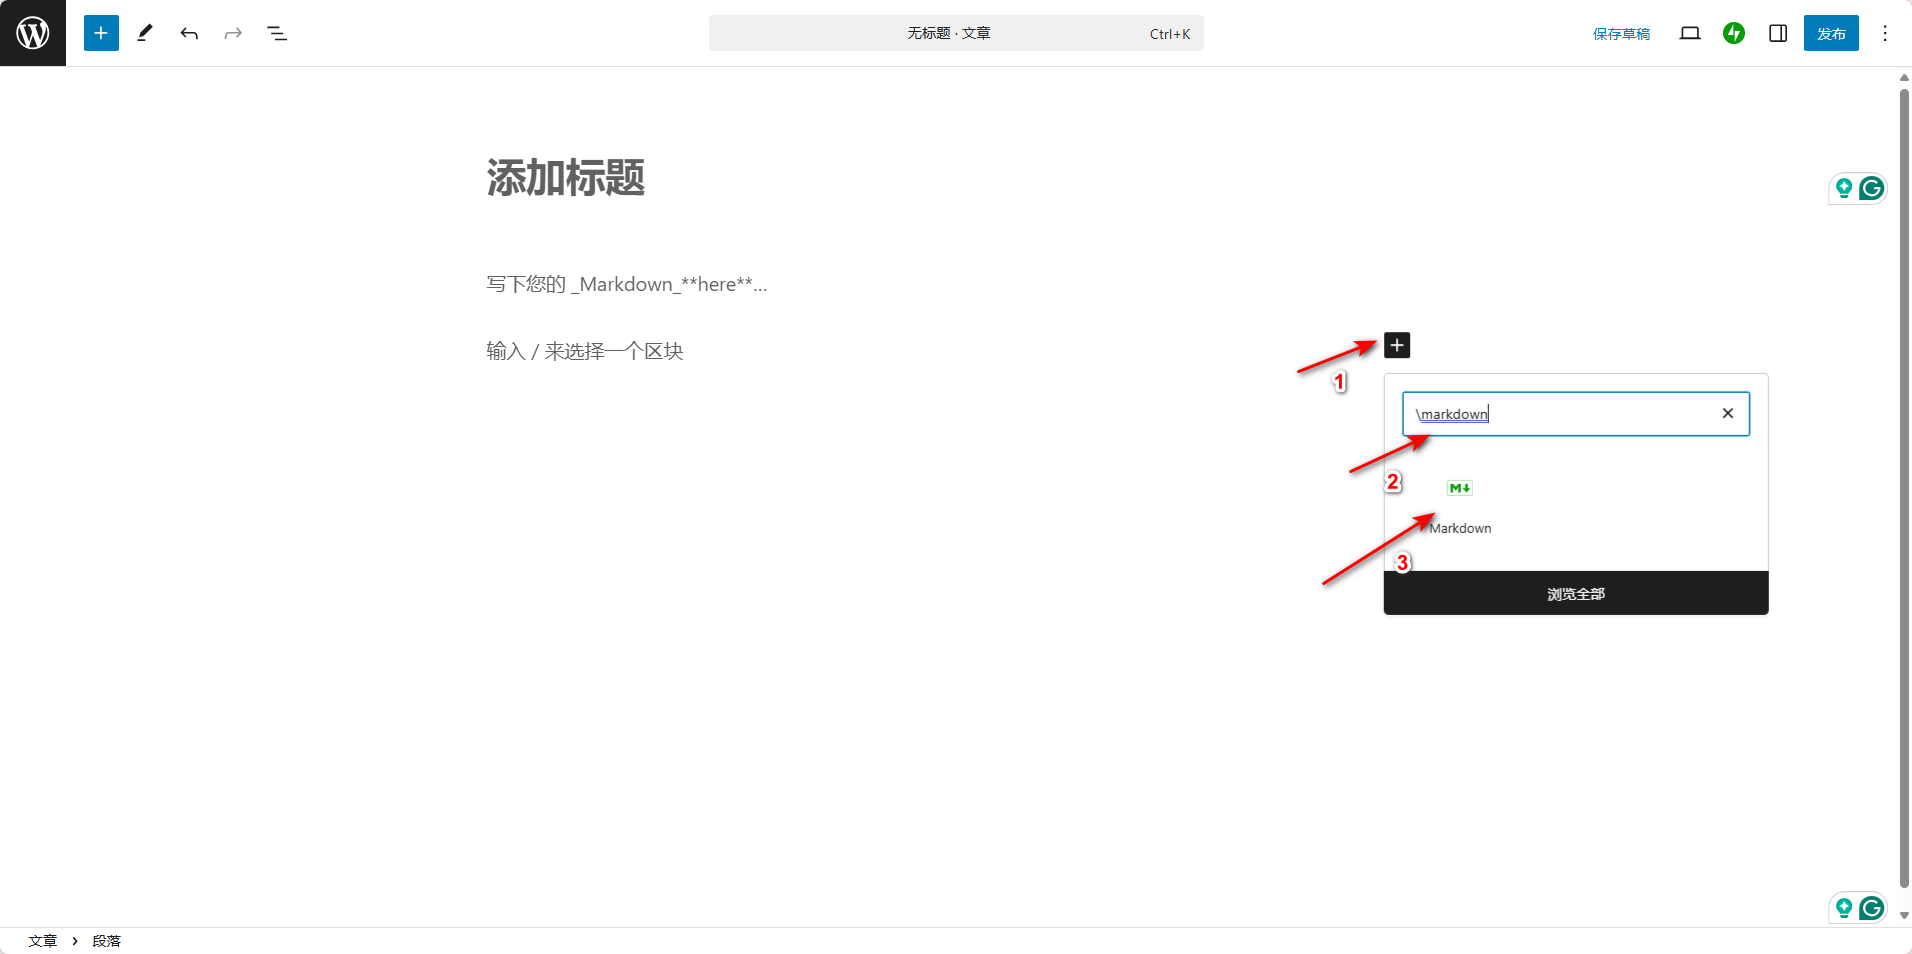 无标题 · 文章 Ctrl+K 保存草稿 发布
添加标题
写下您的 _Markdown_**here**...
输入 / 来选择一个区块
1
\markdown
2
M
Markdown
3
浏览全部
文章 > 段落